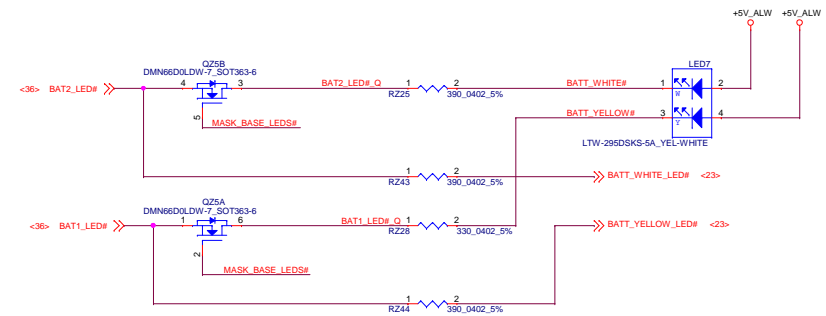 +5V_ALW +5V_ALW
QZ5B
DMN66D0LDW-7_SOT363-6
LED7
<36> BAT2_LED# 4 3 BAT2_LED#_Q 1 2 BATT_WHITE# 1 2
RZ25 390_0402_5% W
5 MASK_BASE_LEDS#
BATT_YELLOW# 3 4
Y
LTW-295DSKS-5A_YEL-WHITE
1 2 BATT_WHITE_LED# <23>
RZ43 390_0402_5%
QZ5A
DMN66D0LDW-7_SOT363-6
<36> BAT1_LED# 1 6 BAT1_LED#_Q 1 2 BATT_YELLOW_LED# <23>
RZ28 330_0402_5%
2 MASK_BASE_LEDS#
1 2
RZ44 390_0402_5%